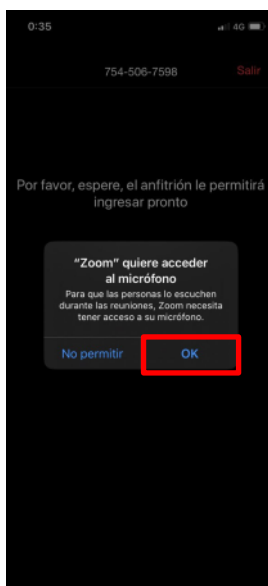 0:35
4G
754-506-7598
Salir
Por favor, espere, el anfitrión le permitirá
ingresar pronto
“Zoom” quiere acceder
al micrófono
Para que las personas lo escuchen
durante las reuniones, Zoom necesita
tener acceso a su micrófono.
No permitir
OK